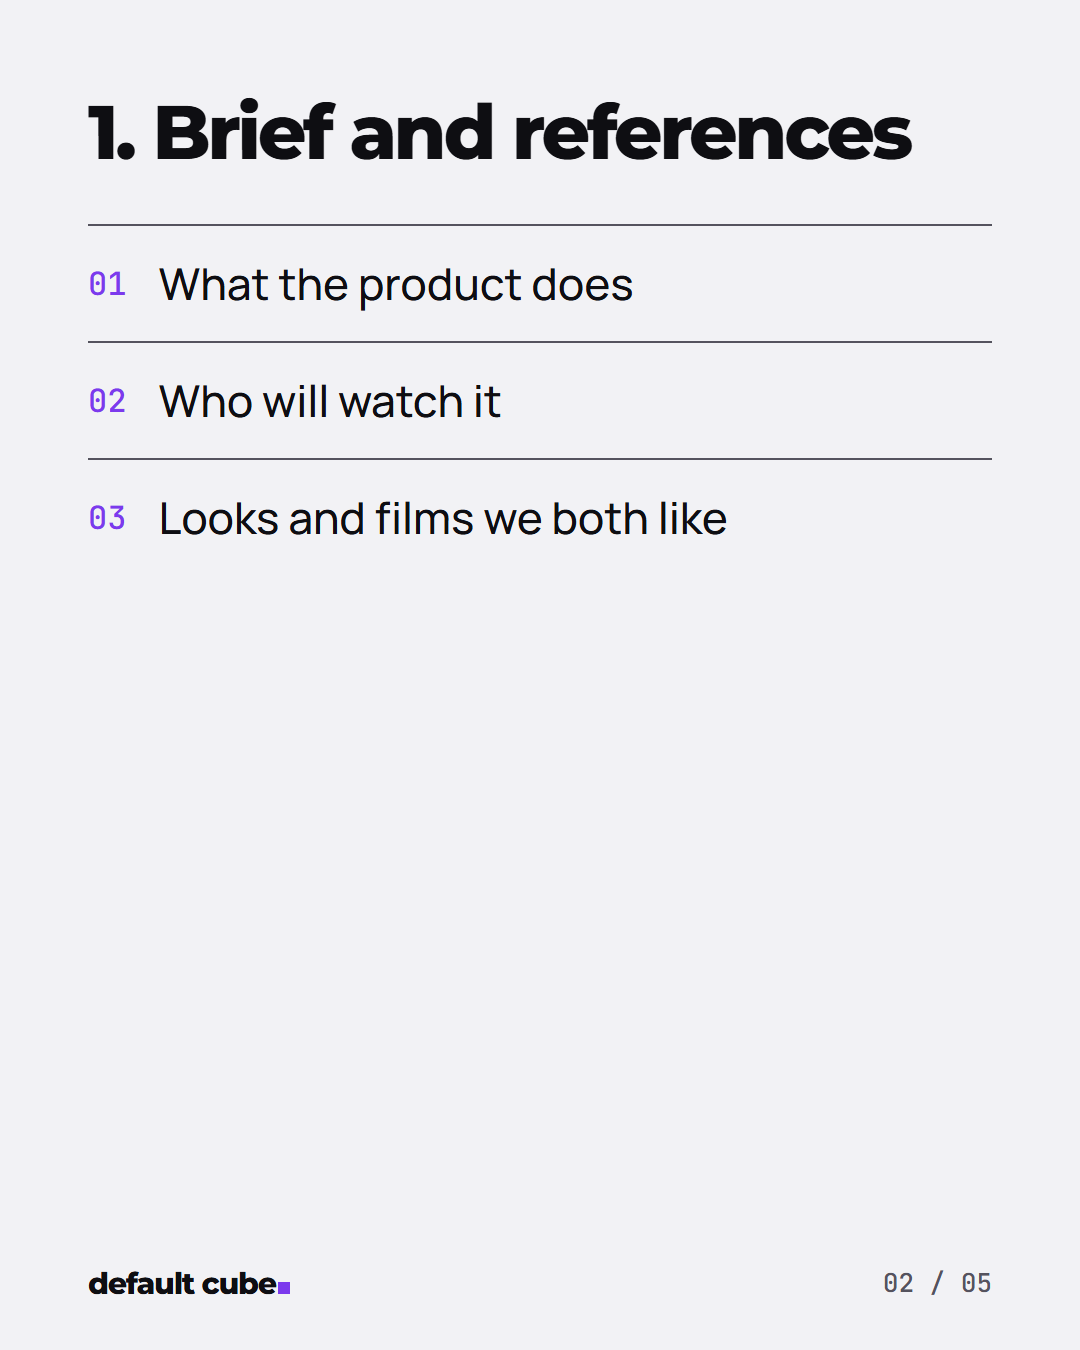 1. Brief and references
01 What the product does
02 Who will watch it
03 Looks and films we both like
default cube
02 / 05